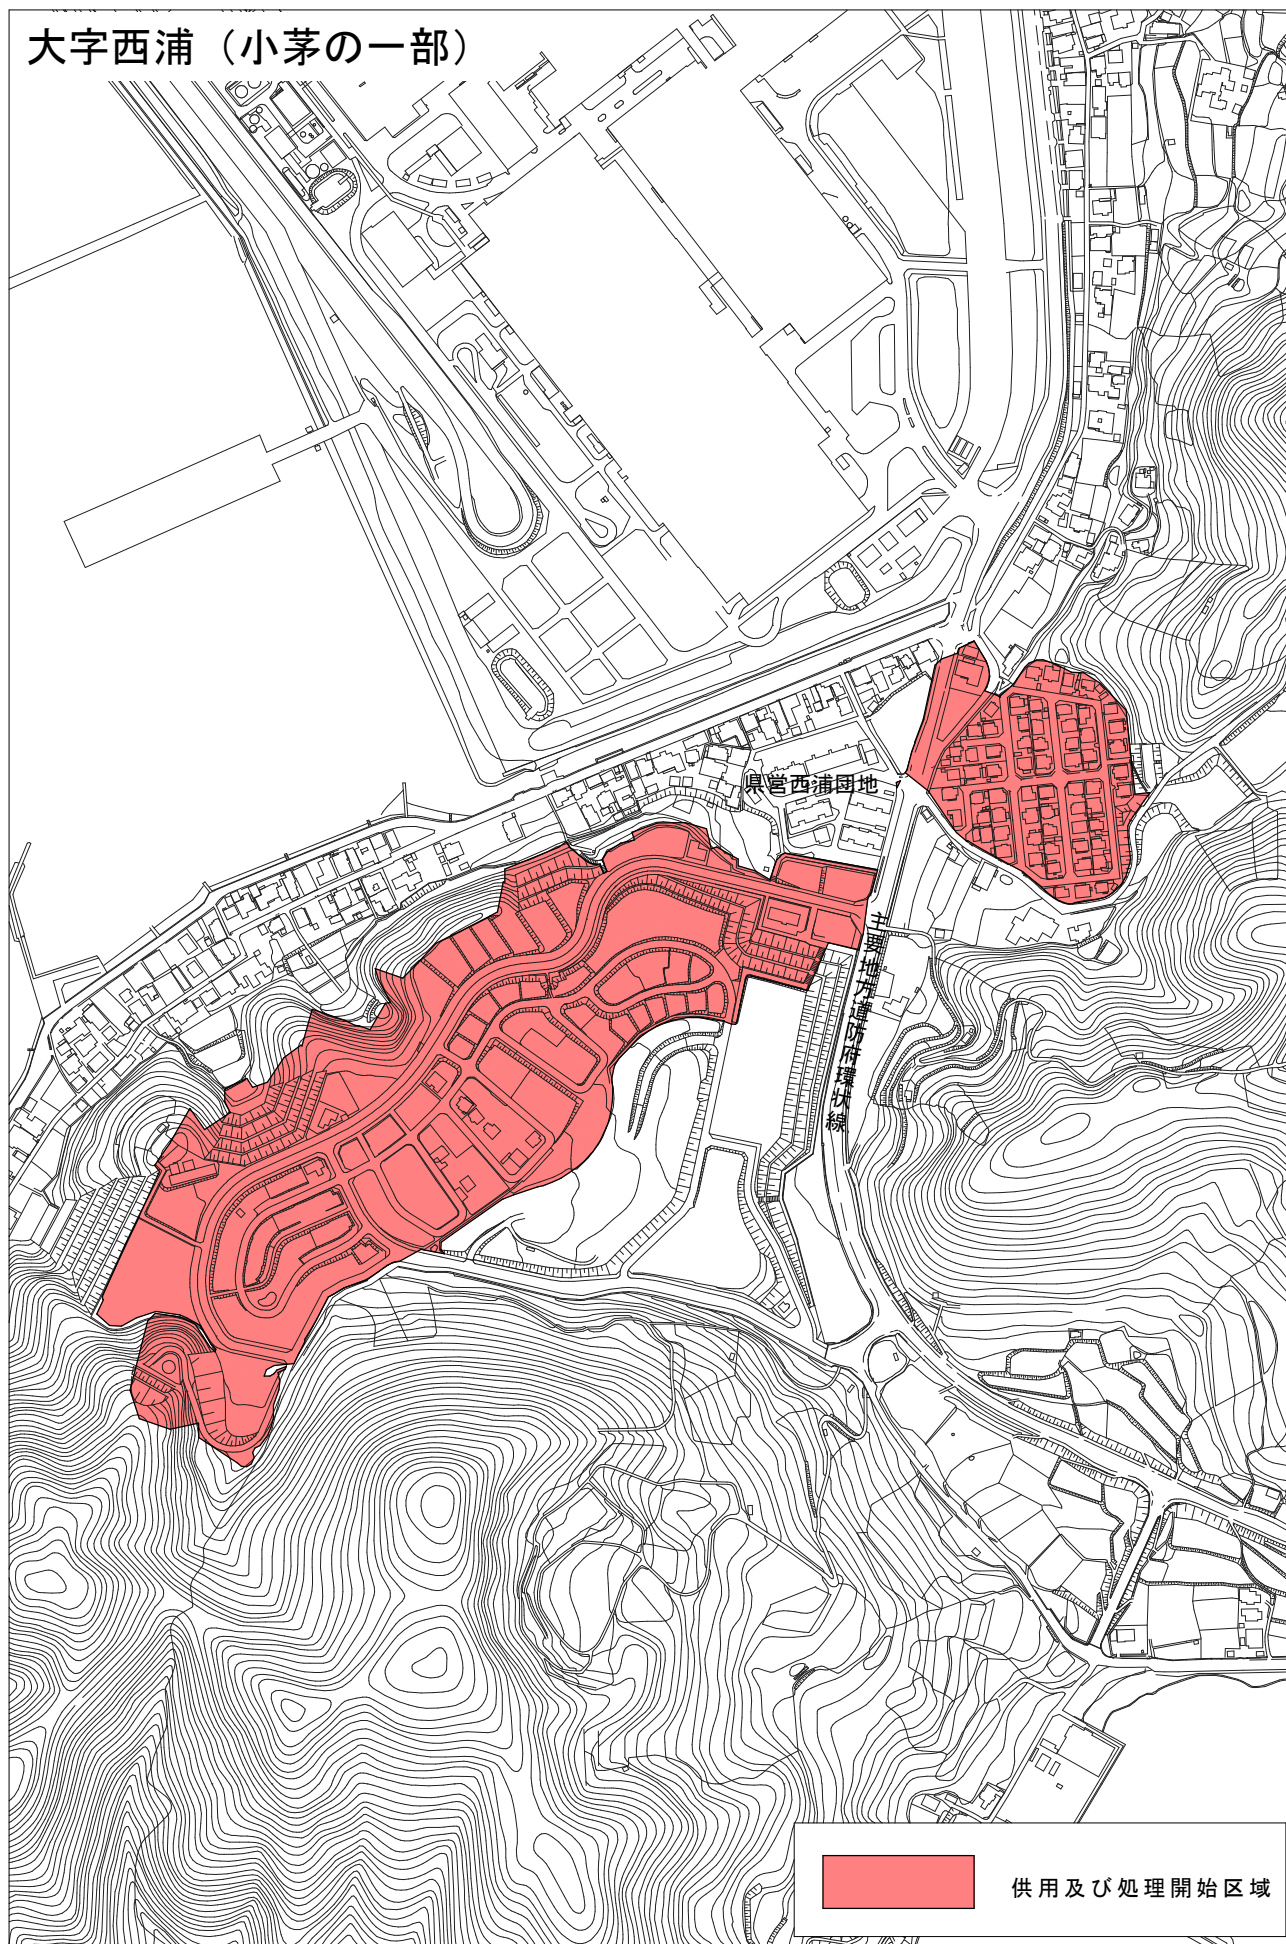 大字西浦（小茅の一部）
県営西浦団地
主要地方道防府環状線
供用及び処理開始区域